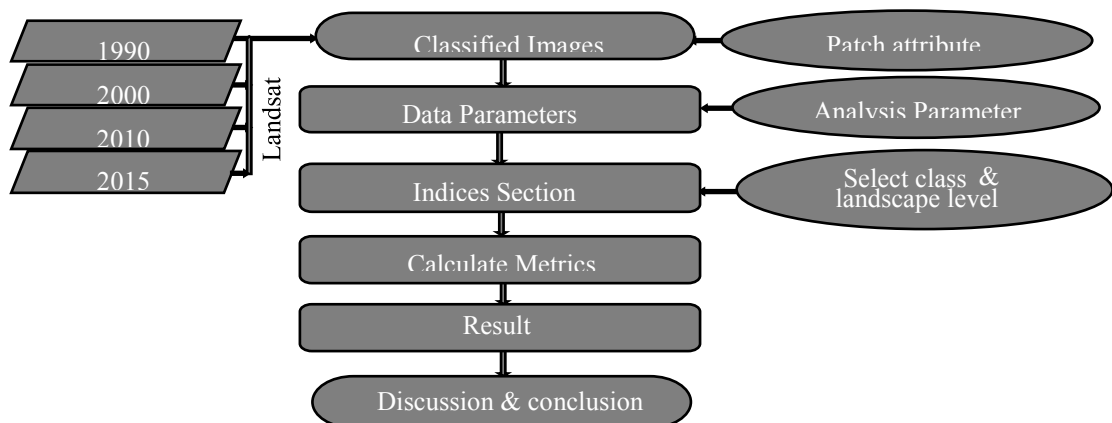 1990
2000
2010
2015
Landsat
Classified Images
Patch attribute
Data Parameters
Analysis Parameter
Indices Section
Select class &
landscape level
Calculate Metrics
Result
Discussion & conclusion